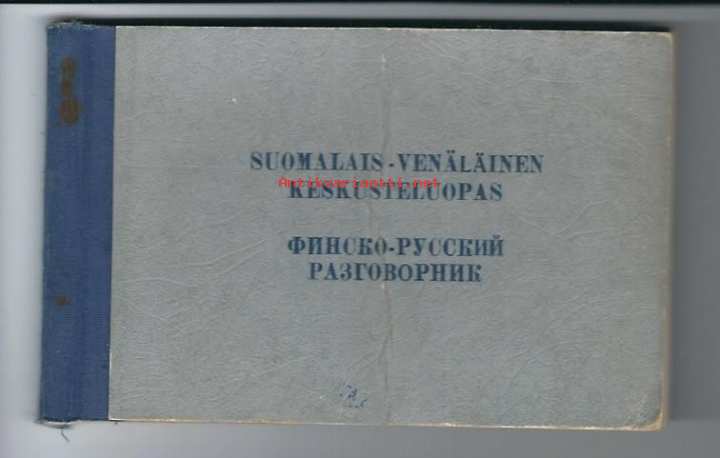 SUOMALAIS-VENÄLÄINEN
Antikvariaatti.net
KESKUSTELUOPAS
ФИНСКО-РУССКИЙ
РАЗГОВОРНИК